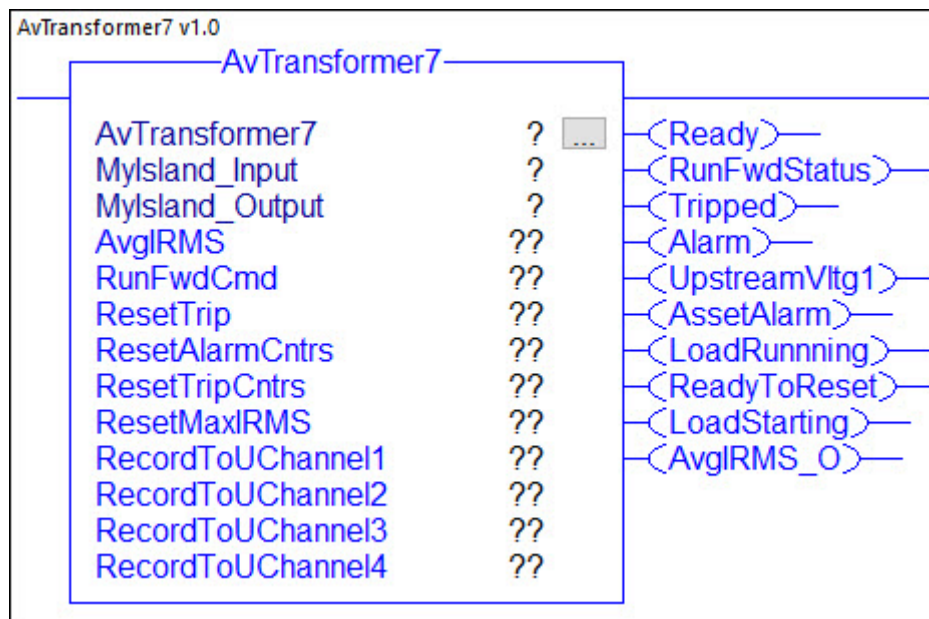 AvTransformer7 v1.0
AvTransformer7
AvTransformer7 ? ... Ready
MyIsland_Input ? RunFwdStatus
MyIsland_Output ? Tripped
AvgIRMS ?? Alarm
RunFwdCmd ?? UpstreamVltg1
ResetTrip ?? AssetAlarm
ResetAlarmCntrs ?? LoadRunnning
ResetTripCntrs ?? ReadyToReset
ResetMaxIRMS ?? LoadStarting
RecordToUChannel1 ?? AvgIRMS_O
RecordToUChannel2 ??
RecordToUChannel3 ??
RecordToUChannel4 ??